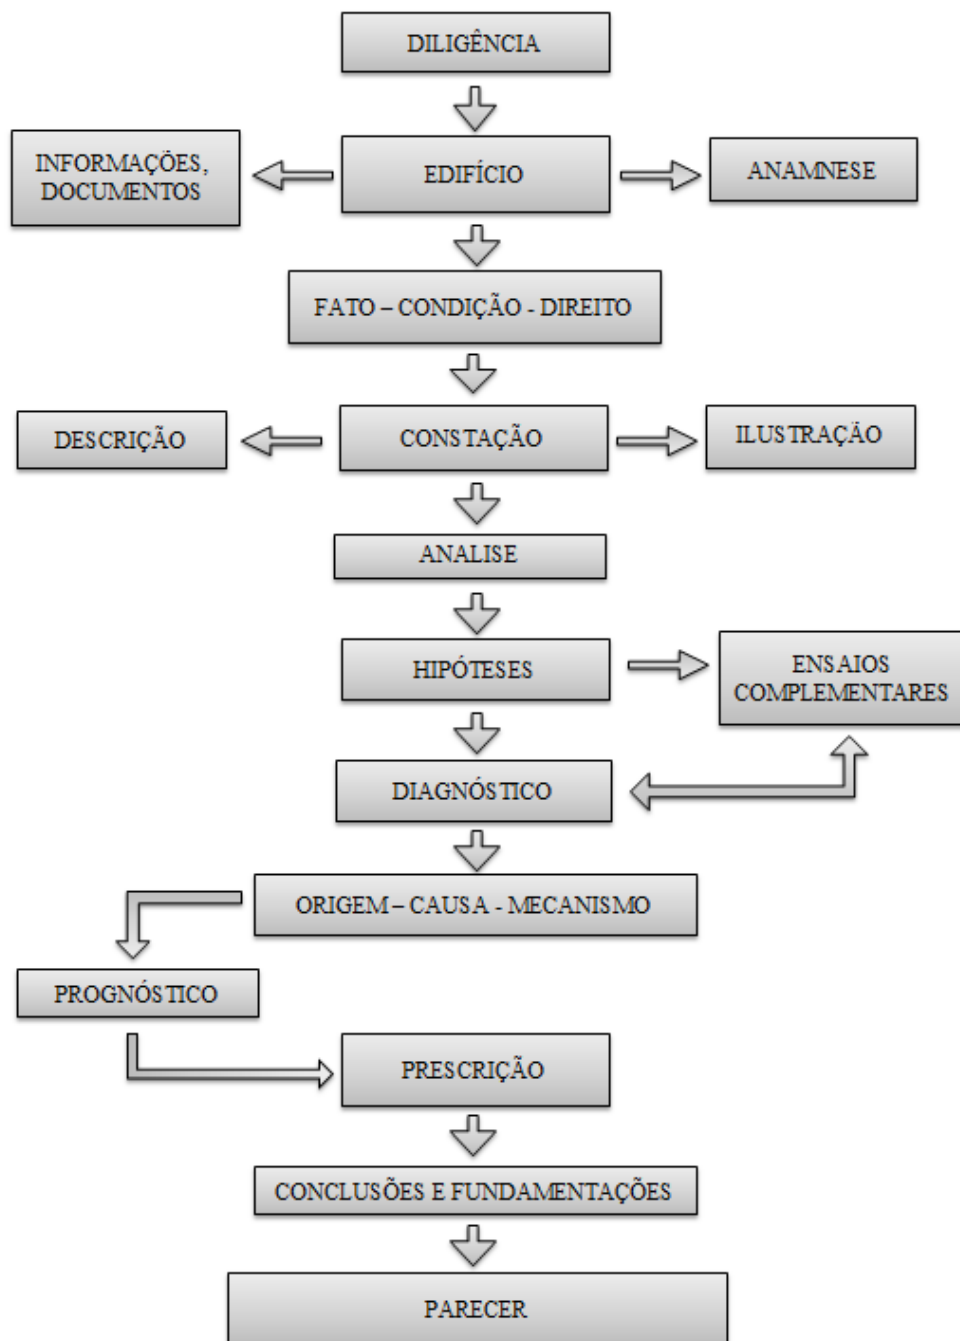 DILIGÊNCIA
INFORMAÇÕES,
DOCUMENTOS
EDIFÍCIO
ANAMNESE
FATO – CONDIÇÃO - DIREITO
DESCRIÇÃO
CONSTAÇÃO
ILUSTRAÇÃO
ANALISE
HIPÓTESES
ENSAIOS
COMPLEMENTARES
DIAGNÓSTICO
ORIGEM – CAUSA - MECANISMO
PROGNÓSTICO
PRESCRIÇÃO
CONCLUSÕES E FUNDAMENTAÇÕES
PARECER